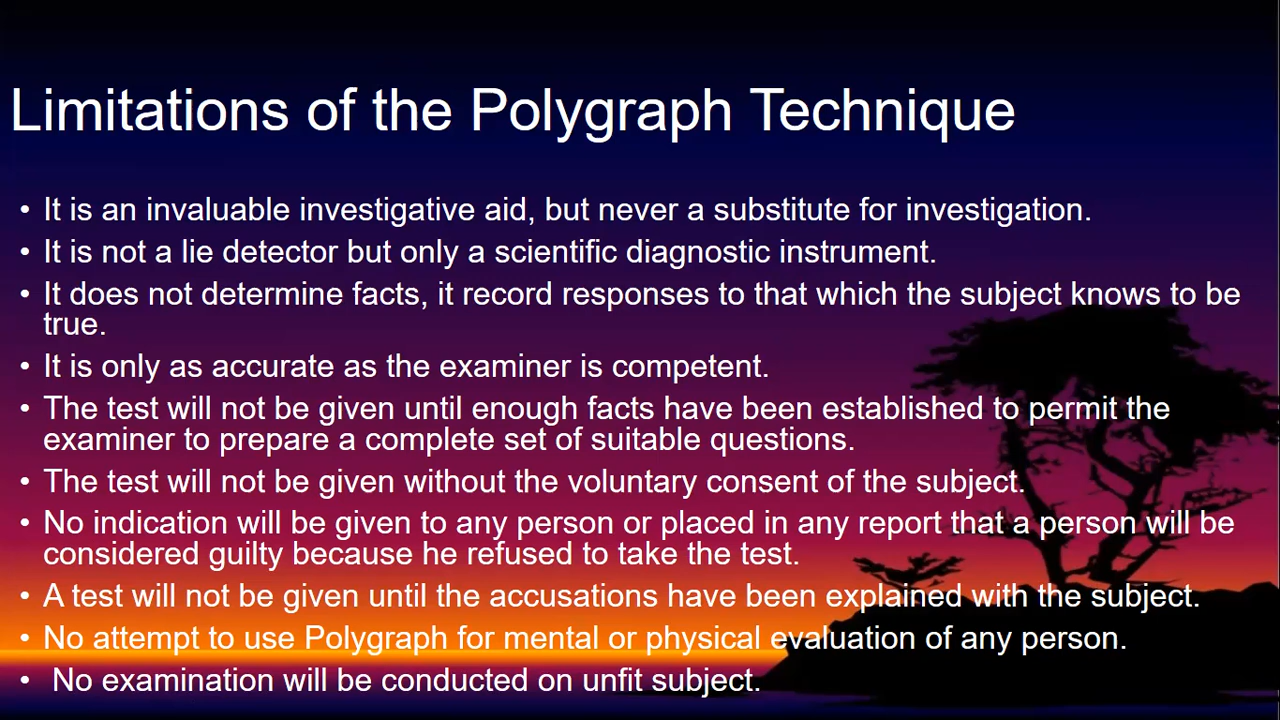 Limitations of the Polygraph Technique
• It is an invaluable investigative aid, but never a substitute for investigation.
• It is not a lie detector but only a scientific diagnostic instrument.
• It does not determine facts, it record responses to that which the subject knows to be
true.
• It is only as accurate as the examiner is competent.
• The test will not be given until enough facts have been established to permit the
examiner to prepare a complete set of suitable questions.
• The test will not be given without the voluntary consent of the subject.
• No indication will be given to any person or placed in any report that a person will be
considered guilty because he refused to take the test.
• A test will not be given until the accusations have been explained with the subject.
• No attempt to use Polygraph for mental or physical evaluation of any person.
• No examination will be conducted on unfit subject.